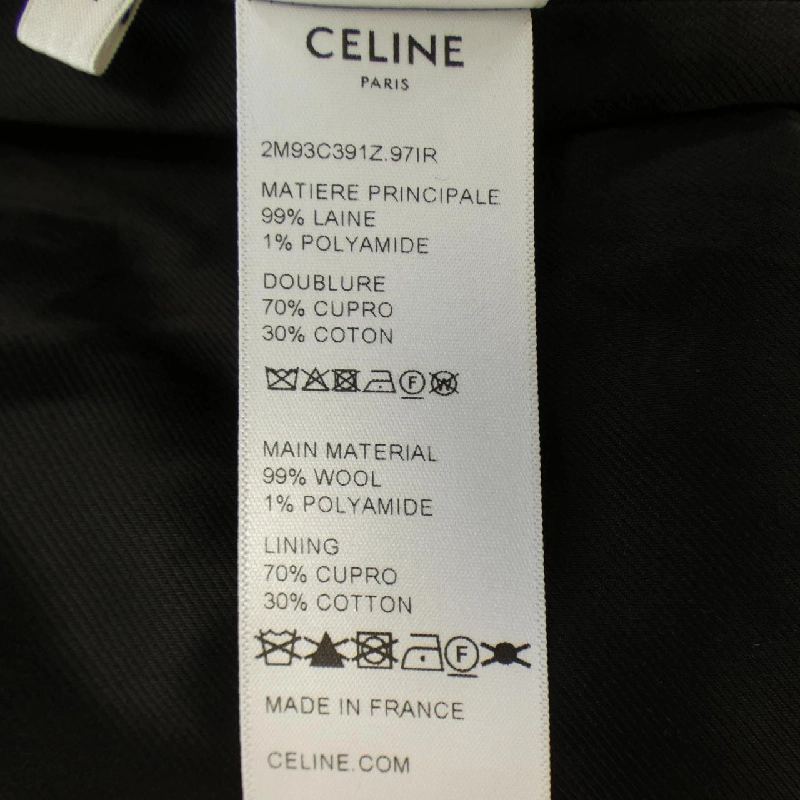 CELINE
PARIS
2M93C391Z.97IR
MATIERE PRINCIPALE
99% LAINE
1% POLYAMIDE
DOUBLURE
70% CUPRO
30% COTON
F W
MAIN MATERIAL
99% WOOL
1% POLYAMIDE
LINING
70% CUPRO
30% COTTON
F
MADE IN FRANCE
CELINE.COM